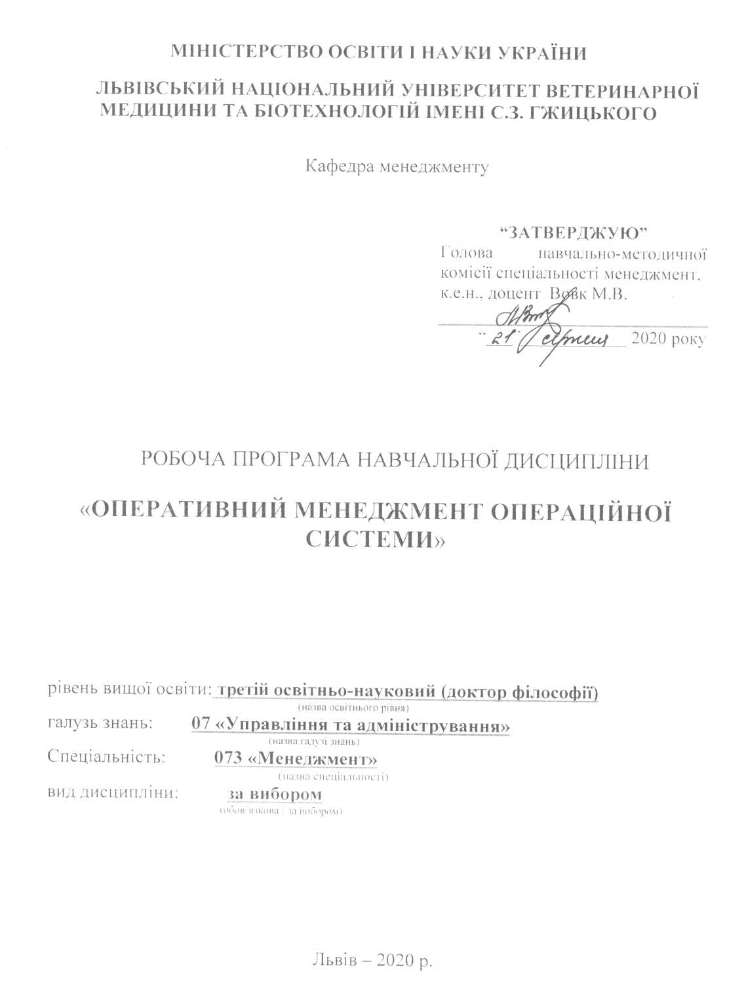 МІНІСТЕРСТВО ОСВІТИ І НАУКИ УКРАЇНИ
ЛЬВІВСЬКИЙ НАЦІОНАЛЬНИЙ УНІВЕРСИТЕТ ВЕТЕРИНАРНОЇ
МЕДИЦИНИ ТА БІОТЕХНОЛОГІЙ ІМЕНІ С.З. ГЖИЦЬКОГО
Кафедра менеджменту
“ЗАТВЕРДЖУЮ”
Голова навчально-методичної
комісії спеціальності менеджмент.
к.е.н., доцент Вовк М.В.
“ 21 ” серпня 2020 року
РОБОЧА ПРОГРАМА НАВЧАЛЬНОЇ ДИСЦИПЛІНИ
«ОПЕРАТИВНИЙ МЕНЕДЖМЕНТ ОПЕРАЦІЙНОЇ
СИСТЕМИ»
рівень вищої освіти: третій освітньо-науковий (доктор філософії)
(назва освітнього рівня)
галузь знань: 07 «Управління та адміністрування»
(назва галузі знань)
Спеціальність: 073 «Менеджмент»
(назва спеціальності)
вид дисципліни: за вибором
(обов'язкова / за вибором)
Львів – 2020 р.